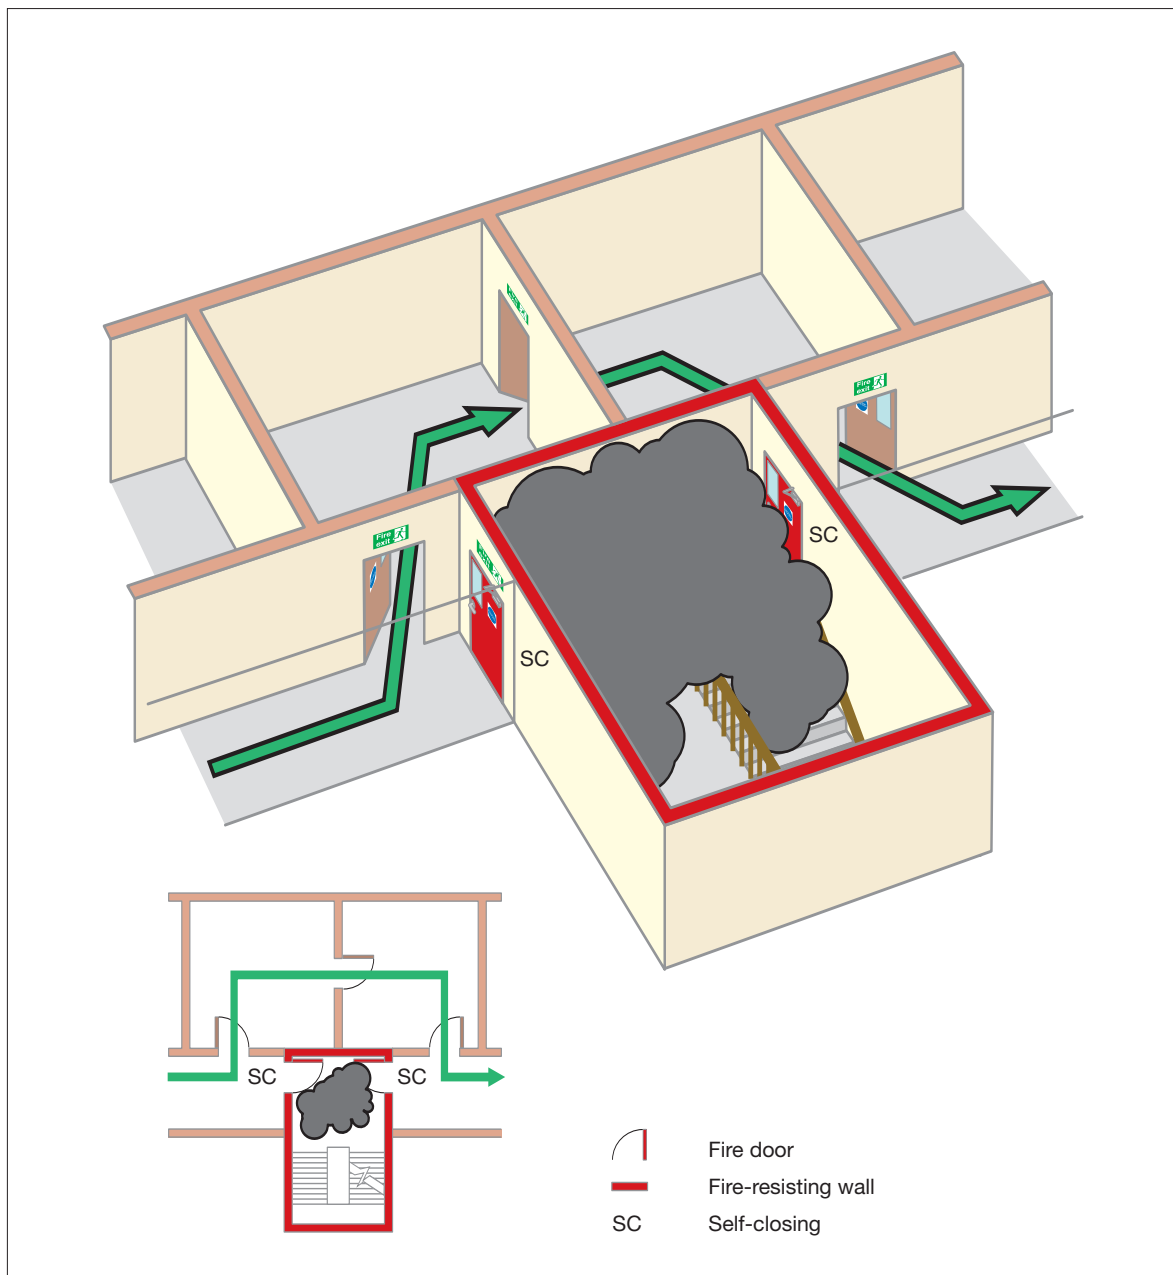 Fire
exit
Fire
exit
SC
SC
SC
SC
Fire door
Fire-resisting wall
SC
Self-closing